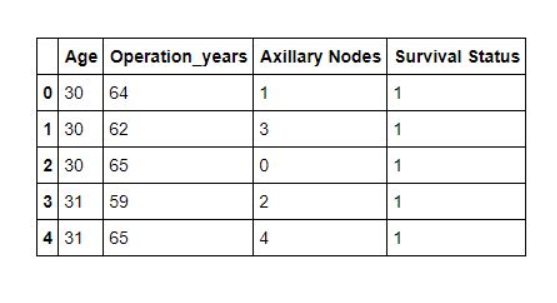 Age Operation_years Axillary Nodes Survival Status
0 30 64 1 1
1 30 62 3 1
2 30 65 0 1
3 31 59 2 1
4 31 65 4 1